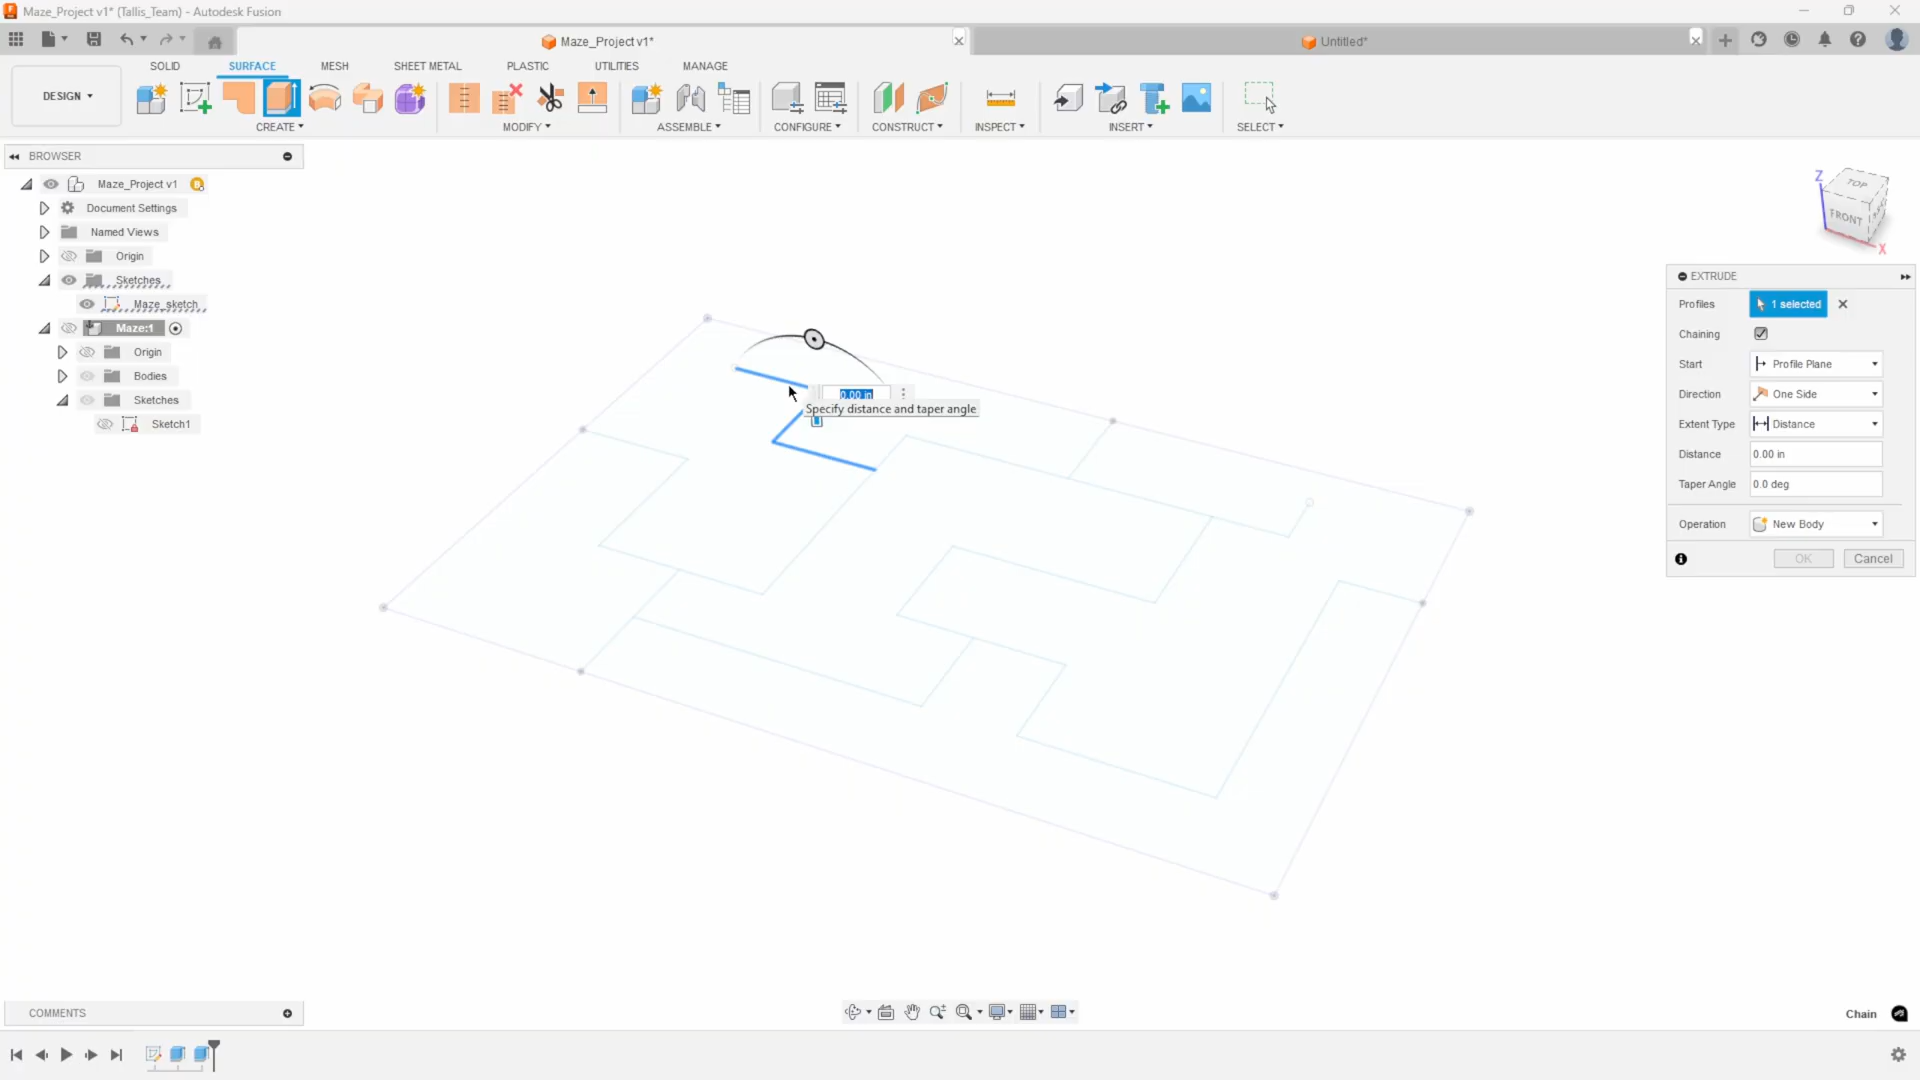 Maze_Project v1* (Tallis_Team) - Autodesk Fusion
Maze_Project v1*
Untitled*
SOLID
SURFACE
MESH
SHEET METAL
PLASTIC
UTILITIES
MANAGE
DESIGN
CREATE
MODIFY
ASSEMBLE
CONFIGURE
CONSTRUCT
INSPECT
INSERT
SELECT
BROWSER
Maze_Project v1
Document Settings
Named Views
Origin
Sketches
Maze_sketch
Maze:1
Origin
Bodies
Sketches
Sketch1
Z
TOP
FRONT
X
0.00 in
Specify distance and taper angle
EXTRUDE
Profiles
1 selected
Chaining
Start
Profile Plane
Direction
One Side
Extent Type
Distance
Distance
0.00 in
Taper Angle
0.0 deg
Operation
New Body
OK
Cancel
COMMENTS
Chain